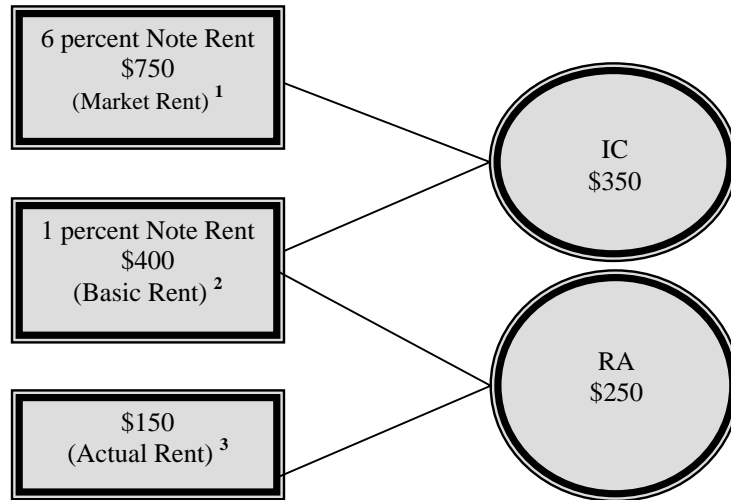 6 percent Note Rent
$750
(Market Rent) 1
IC
$350
1 percent Note Rent
$400
(Basic Rent) 2
RA
$250
$150
(Actual Rent) 3